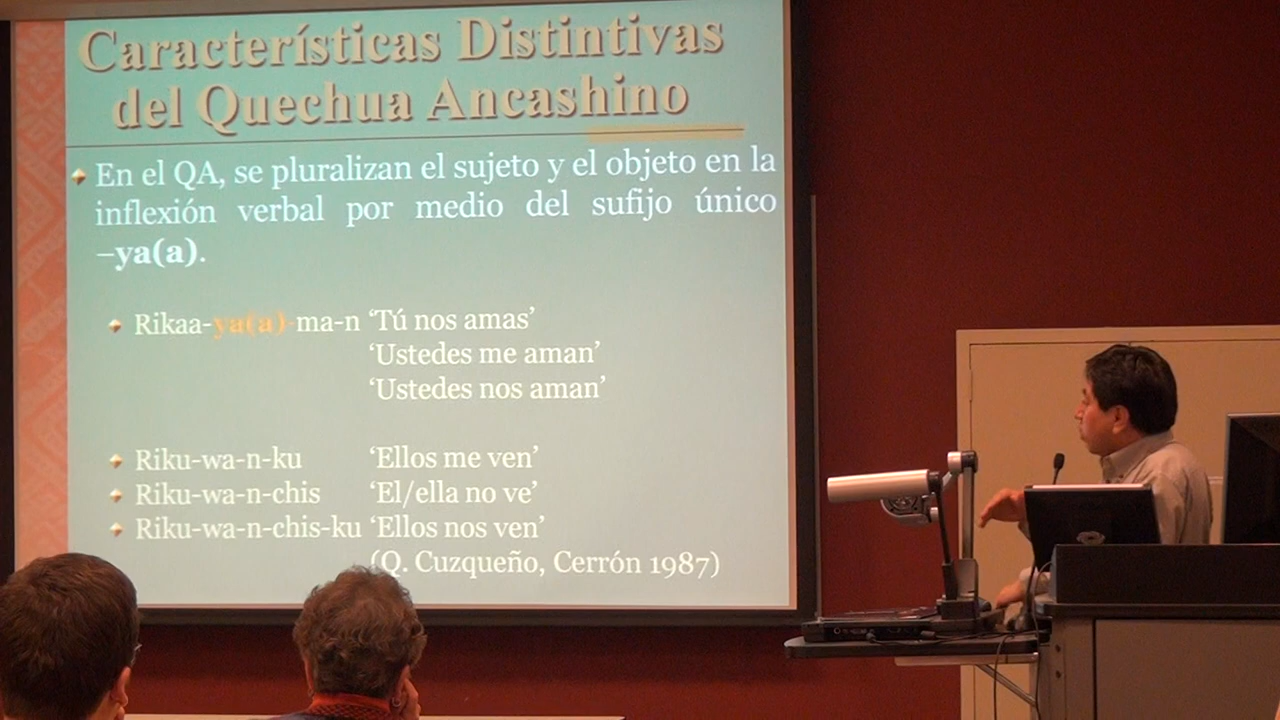 Características Distintivas
del Quechua Ancashino
En el QA, se pluralizan el sujeto y el objeto en la
inflexión verbal por medio del sufijo único
–ya(a).
Rikaa-ya(a)-ma-n ‘Tú nos amas’
‘Ustedes me aman’
‘Ustedes nos aman’
Riku-wa-n-ku ‘Ellos me ven’
Riku-wa-n-chis ‘El/ella no ve’
Riku-wa-n-chis-ku ‘Ellos nos ven’
(Q. Cuzqueño, Cerrón 1987)